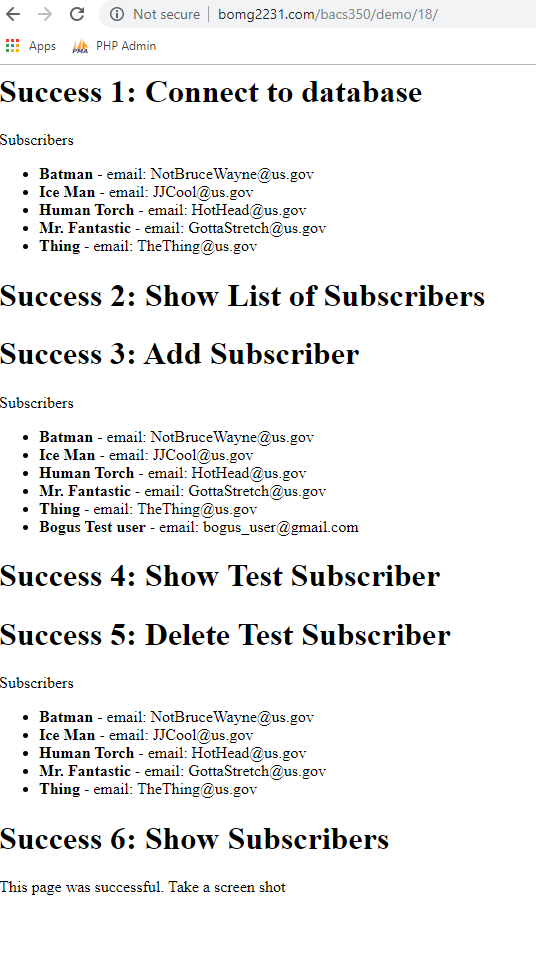 Not secure | bomg2231.com/bacs350/demo/18/
Apps PMA PHP Admin
Success 1: Connect to database
Subscribers
• Batman - email: NotBruceWayne@us.gov
• Ice Man - email: JJCool@us.gov
• Human Torch - email: HotHead@us.gov
• Mr. Fantastic - email: GottaStretch@us.gov
• Thing - email: TheThing@us.gov
Success 2: Show List of Subscribers
Success 3: Add Subscriber
Subscribers
• Batman - email: NotBruceWayne@us.gov
• Ice Man - email: JJCool@us.gov
• Human Torch - email: HotHead@us.gov
• Mr. Fantastic - email: GottaStretch@us.gov
• Thing - email: TheThing@us.gov
• Bogus Test user - email: bogus_user@gmail.com
Success 4: Show Test Subscriber
Success 5: Delete Test Subscriber
Subscribers
• Batman - email: NotBruceWayne@us.gov
• Ice Man - email: JJCool@us.gov
• Human Torch - email: HotHead@us.gov
• Mr. Fantastic - email: GottaStretch@us.gov
• Thing - email: TheThing@us.gov
Success 6: Show Subscribers
This page was successful. Take a screen shot